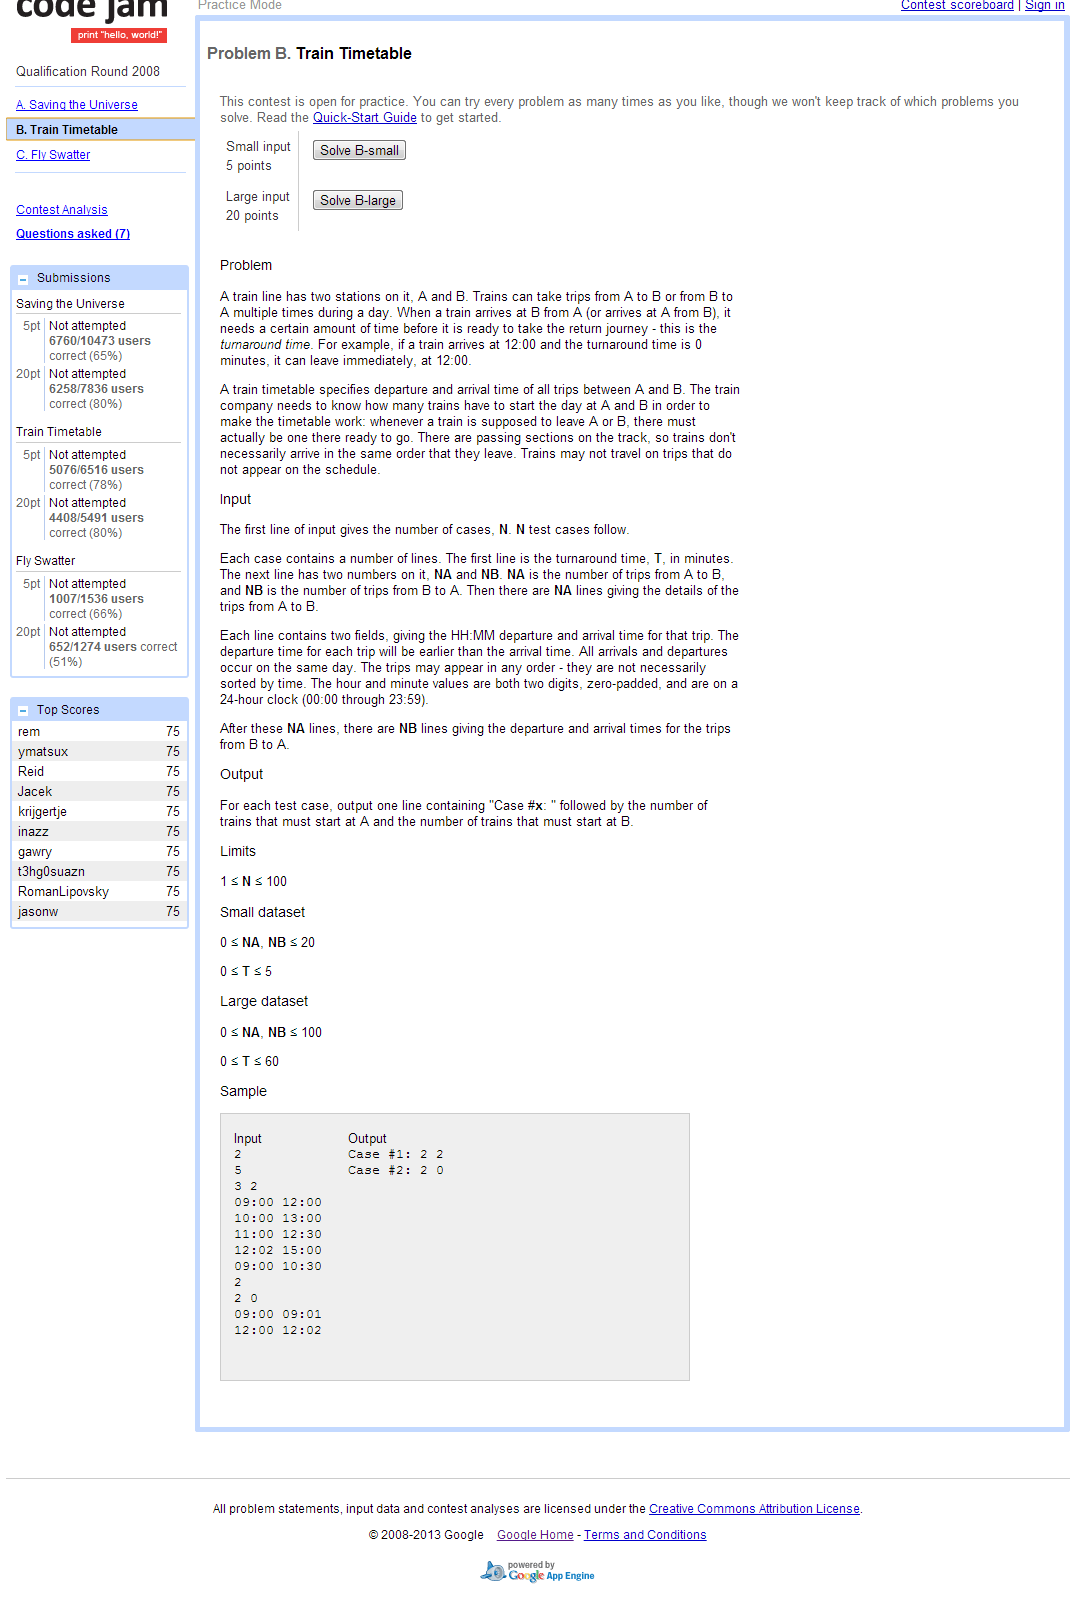 code jam
print "hello, world!"
Practice Mode
Contest scoreboard | Sign in
Qualification Round 2008
A. Saving the Universe
B. Train Timetable
C. Fly Swatter
Contest Analysis
Questions asked (7)
Submissions
Saving the Universe
5pt Not attempted
6760/10473 users
correct (65%)
20pt Not attempted
6258/7836 users
correct (80%)
Train Timetable
5pt Not attempted
5076/6516 users
correct (78%)
20pt Not attempted
4408/5491 users
correct (80%)
Fly Swatter
5pt Not attempted
1007/1536 users
correct (66%)
20pt Not attempted
652/1274 users correct
(51%)
Top Scores
rem 75
ymatsux 75
Reid 75
Jacek 75
krijgertje 75
inazz 75
gawry 75
t3hg0suazn 75
RomanLipovsky 75
jasonw 75
Problem B. Train Timetable
This contest is open for practice. You can try every problem as many times as you like, though we won't keep track of which problems you
solve. Read the Quick-Start Guide to get started.
Small input
5 points
Solve B-small
Large input
20 points
Solve B-large
Problem
A train line has two stations on it, A and B. Trains can take trips from A to B or from B to
A multiple times during a day. When a train arrives at B from A (or arrives at A from B), it
needs a certain amount of time before it is ready to take the return journey - this is the
turnaround time. For example, if a train arrives at 12:00 and the turnaround time is 0
minutes, it can leave immediately, at 12:00.
A train timetable specifies departure and arrival time of all trips between A and B. The train
company needs to know how many trains have to start the day at A and B in order to
make the timetable work: whenever a train is supposed to leave A or B, there must
actually be one there ready to go. There are passing sections on the track, so trains don't
necessarily arrive in the same order that they leave. Trains may not travel on trips that do
not appear on the schedule.
Input
The first line of input gives the number of cases, N. N test cases follow.
Each case contains a number of lines. The first line is the turnaround time, T, in minutes.
The next line has two numbers on it, NA and NB. NA is the number of trips from A to B,
and NB is the number of trips from B to A. Then there are NA lines giving the details of the
trips from A to B.
Each line contains two fields, giving the HH:MM departure and arrival time for that trip. The
departure time for each trip will be earlier than the arrival time. All arrivals and departures
occur on the same day. The trips may appear in any order - they are not necessarily
sorted by time. The hour and minute values are both two digits, zero-padded, and are on a
24-hour clock (00:00 through 23:59).
After these NA lines, there are NB lines giving the departure and arrival times for the trips
from B to A.
Output
For each test case, output one line containing "Case #x: " followed by the number of
trains that must start at A and the number of trains that must start at B.
Limits
1 ≤ N ≤ 100
Small dataset
0 ≤ NA, NB ≤ 20
0 ≤ T ≤ 5
Large dataset
0 ≤ NA, NB ≤ 100
0 ≤ T ≤ 60
Sample
Input Output
2 Case #1: 2 2
5 Case #2: 2 0
3 2
09:00 12:00
10:00 13:00
11:00 12:30
12:02 15:00
09:00 10:30
2
2 0
09:00 09:01
12:00 12:02
All problem statements, input data and contest analyses are licensed under the Creative Commons Attribution License.
© 2008-2013 Google Google Home - Terms and Conditions
powered by
Google App Engine